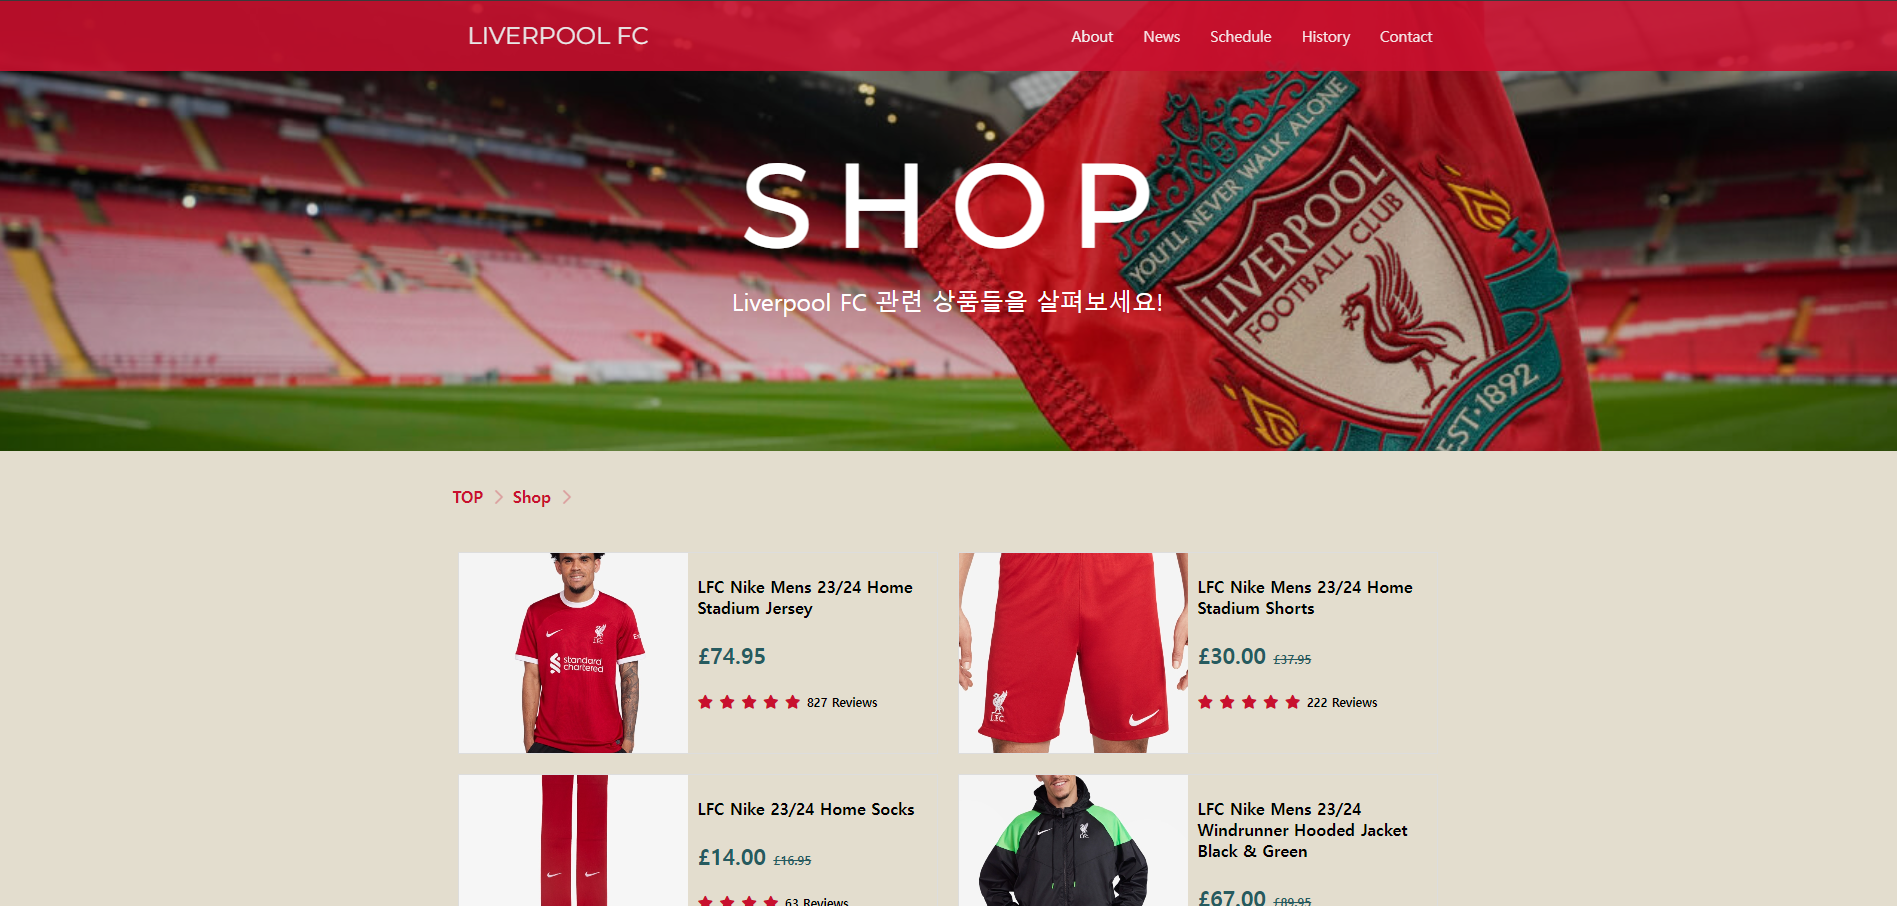 LIVERPOOL FC
About
News
Schedule
History
Contact
SHOP
Liverpool FC 관련 상품들을 살펴보세요!
YOU'LL NEVER WALK ALONE
LIVERPOOL
FOOTBALL CLUB
EST·1892
TOP
Shop
standard
chartered
LFC Nike Mens 23/24 Home
Stadium Jersey
£74.95
827 Reviews
L.F.C.
LFC Nike Mens 23/24 Home
Stadium Shorts
£30.00 £37.95
222 Reviews
LFC Nike 23/24 Home Socks
£14.00 £16.95
63 Reviews
LFC Nike Mens 23/24
Windrunner Hooded Jacket
Black & Green
£67.00 £89.95